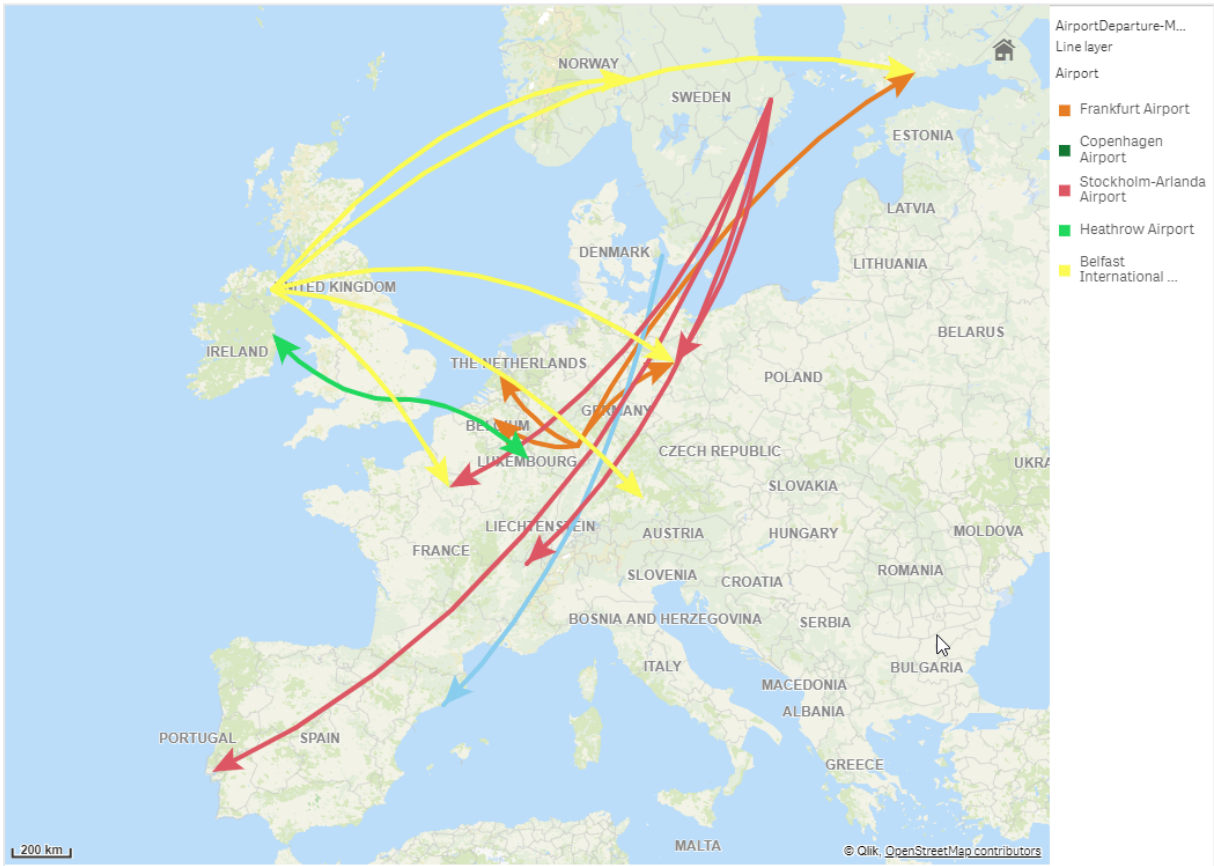 AirportDeparture-M...
Line layer
Airport
Frankfurt Airport
Copenhagen
Airport
Stockholm-Arlanda
Airport
Heathrow Airport
Belfast
International ...
NORWAY
SWEDEN
ESTONIA
LATVIA
DENMARK
LITHUANIA
UNITED KINGDOM
BELARUS
IRELAND
THE NETHERLANDS
POLAND
GERMANY
BELGIUM
CZECH REPUBLIC
LUXEMBOURG
UKRA
SLOVAKIA
LIECHTENSTEIN
AUSTRIA
HUNGARY
MOLDOVA
FRANCE
SLOVENIA
CROATIA
ROMANIA
BOSNIA AND HERZEGOVINA
SERBIA
ITALY
BULGARIA
MACEDONIA
ALBANIA
PORTUGAL
SPAIN
GREECE
MALTA
200 km
© Qlik, OpenStreetMap contributors